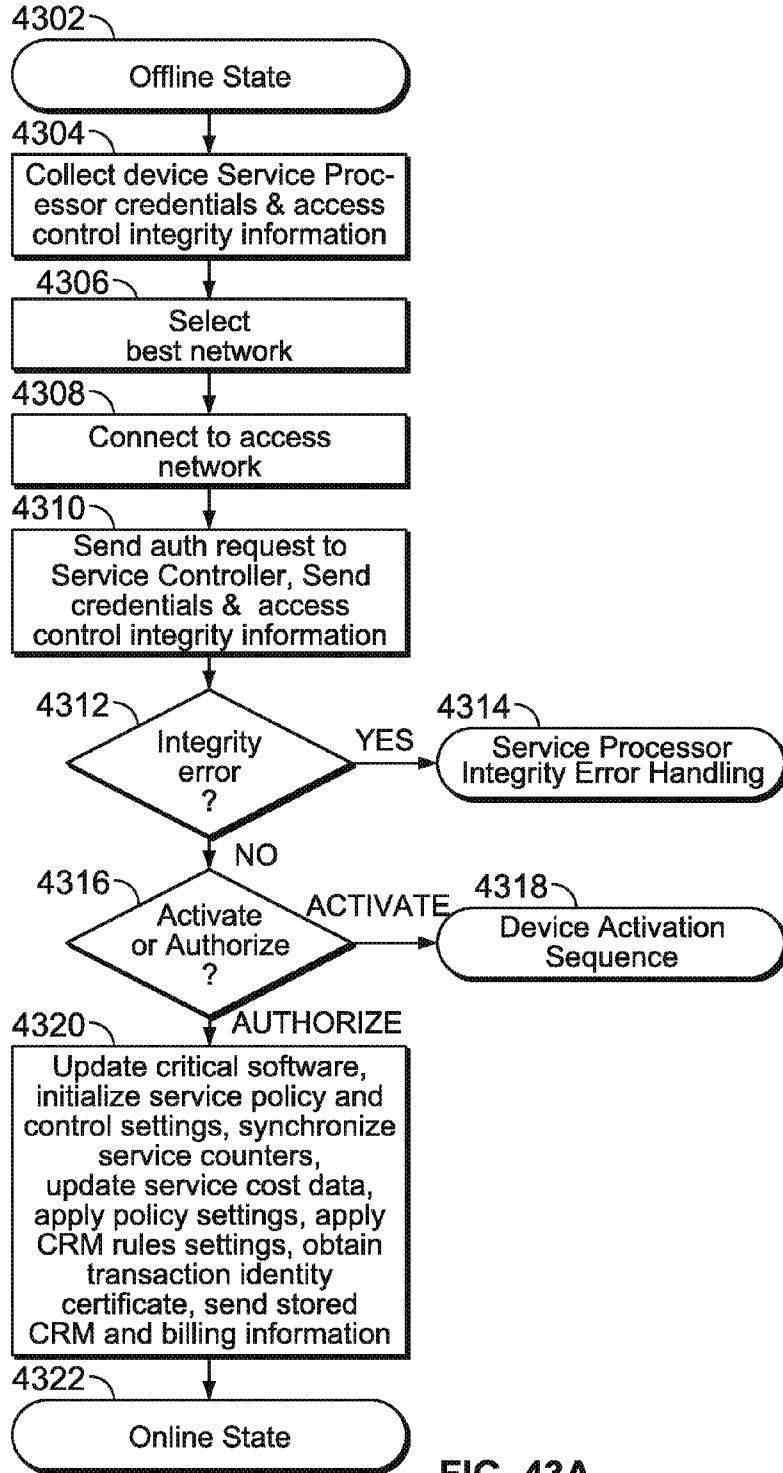 4302
Offline State
4304
Collect device Service Proc-
essor credentials & access
control integrity information
4306
Select
best network
4308
Connect to access
network
4310
Send auth request to
Service Controller, Send
credentials & access
control integrity information
4312
Integrity
error
?
YES
4314
Service Processor
Integrity Error Handling
NO
4316
Activate
or Authorize
?
ACTIVATE
4318
Device Activation
Sequence
AUTHORIZE
4320
Update critical software,
initialize service policy and
control settings, synchronize
service counters,
update service cost data,
apply policy settings, apply
CRM rules settings, obtain
transaction identity
certificate, send stored
CRM and billing information
4322
Online State
FIG. 43A